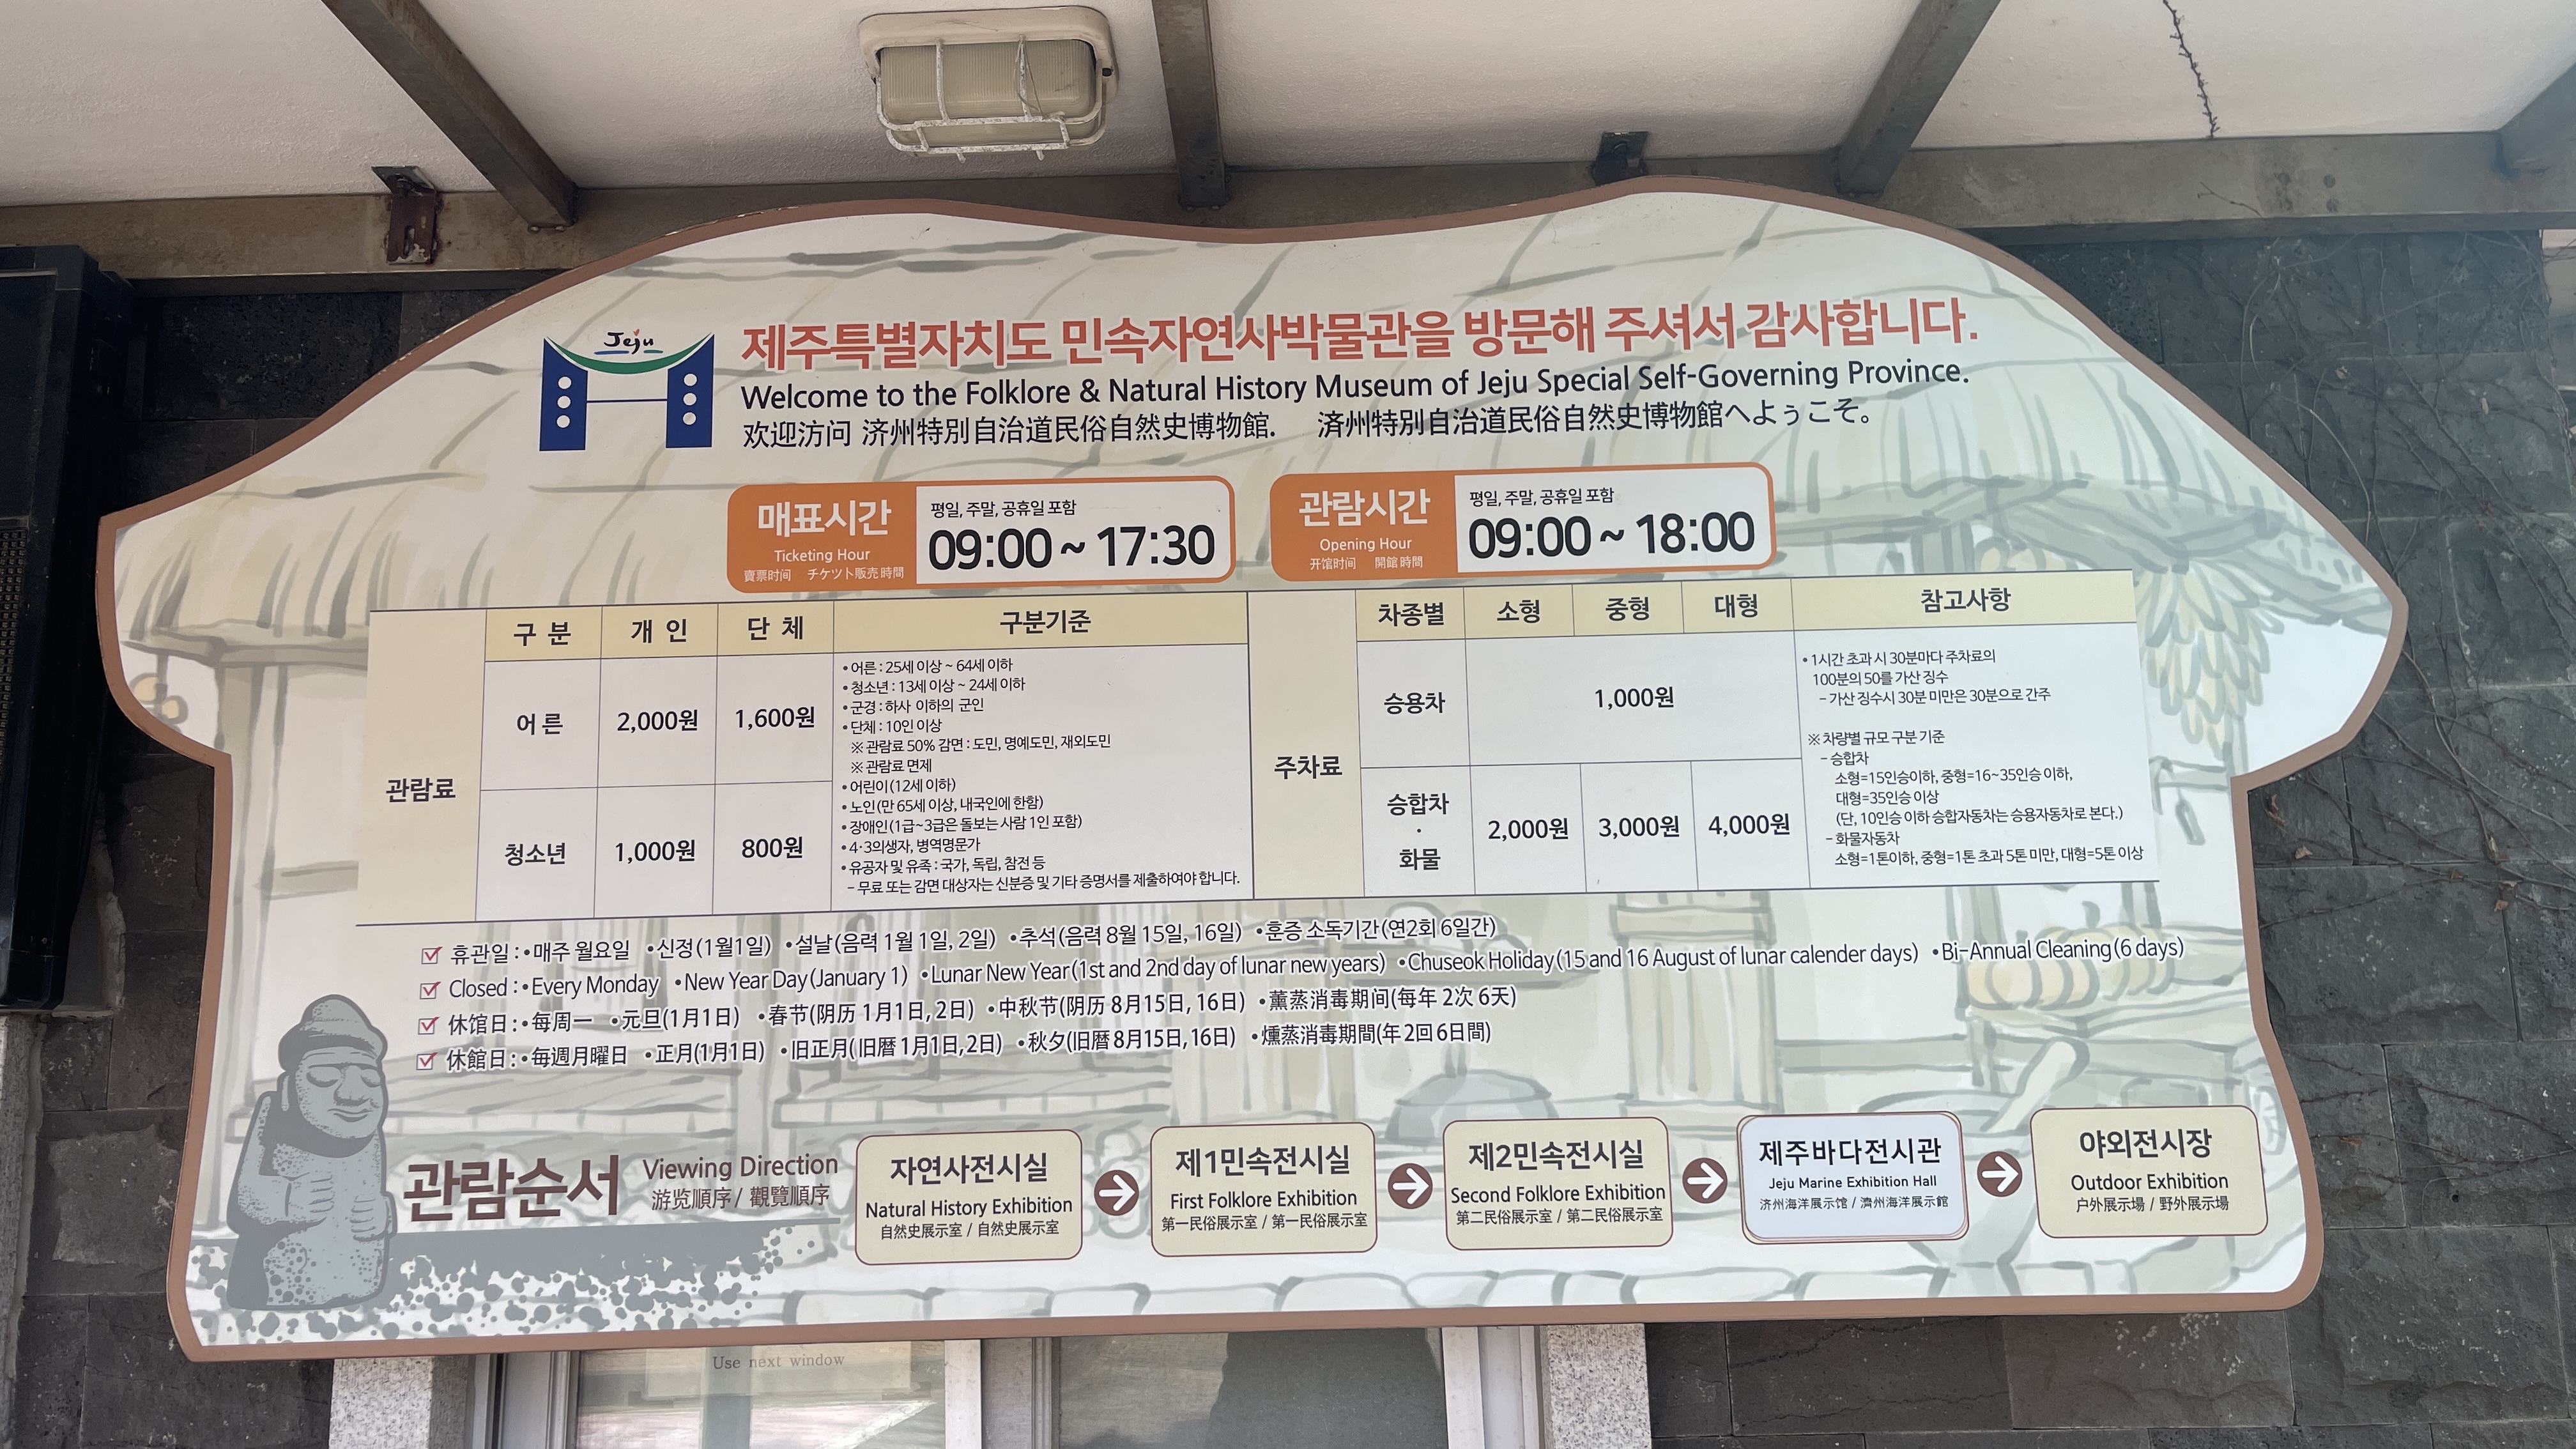 Jeju
제주특별자치도 민속자연사박물관을 방문해 주셔서 감사합니다.
Welcome to the Folklore & Natural History Museum of Jeju Special Self-Governing Province.
欢迎访问 济州特別自治道民俗自然史博物館. 済州特別自治道民俗自然史博物館へようこそ。
매표시간
Ticketing Hour
賣票时间 チケツト販売時間
평일, 주말, 공휴일 포함
09:00 ~ 17:30
관람시간
Opening Hour
开馆时间 開館時間
평일, 주말, 공휴일 포함
09:00 ~ 18:00
관람료
구 분 개 인 단 체 구분기준
어 른 2,000원 1,600원
청소년 1,000원 800원
• 어른 : 25세 이상 ~ 64세 이하
• 청소년 : 13세 이상 ~ 24세 이하
• 군경 : 하사 이하의 군인
• 단체 : 10인 이상
※ 관람료 50% 감면 : 도민, 명예도민, 재외도민
※ 관람료 면제
• 어린이(12세 이하)
• 노인(만 65세 이상, 내국인에 한함)
• 장애인(1급~3급은 돌보는 사람 1인 포함)
• 4·3희생자, 병역명문가
• 유공자 및 유족 : 국가, 독립, 참전 등
– 무료 또는 감면 대상자는 신분증 및 기타 증명서를 제출하여야 합니다.
주차료
차종별 소형 중형 대형 참고사항
승용차 1,000원
승합차
·
화물
2,000원 3,000원 4,000원
• 1시간 초과 시 30분마다 주차료의
100분의 50를 가산 징수
– 가산 징수시 30분 미만은 30분으로 간주
※ 차량별 규모 구분 기준
– 승합차
소형=15인승이하, 중형=16~35인승 이하,
대형=35인승 이상
(단, 10인승 이하 승합자동차는 승용자동차로 본다.)
– 화물자동차
소형=1톤이하, 중형=1톤 초과 5톤 미만, 대형=5톤 이상
휴관일 : • 매주 월요일 • 신정(1월1일) • 설날(음력 1월 1일, 2일) • 추석(음력 8월 15일, 16일) • 훈증 소독기간(연2회 6일간)
Closed : • Every Monday • New Year Day(January 1) • Lunar New Year(1st and 2nd day of lunar new years) • Chuseok Holiday(15 and 16 August of lunar calender days) • Bi-Annual Cleaning(6 days)
休馆日 : • 每周一 • 元旦(1月1日) • 春节(阴历 1月1日, 2日) • 中秋节(阴历 8月15日, 16日) • 薰蒸消毒期间(每年 2次 6天)
休館日 : • 毎週月曜日 • 正月(1月1日) • 旧正月(旧暦 1月1日, 2日) • 秋夕(旧暦 8月15日, 16日) • 燻蒸消毒期間(年 2回 6日間)
관람순서
Viewing Direction
游览順序 / 觀覽順序
자연사전시실
Natural History Exhibition
自然史展示室 / 自然史展示室
제1민속전시실
First Folklore Exhibition
第一民俗展示室 / 第一民俗展示室
제2민속전시실
Second Folklore Exhibition
第二民俗展示室 / 第二民俗展示室
제주바다전시관
Jeju Marine Exhibition Hall
济州海洋展示馆 / 濟州海洋展示館
야외전시장
Outdoor Exhibition
户外展示場 / 野外展示場
Use next window